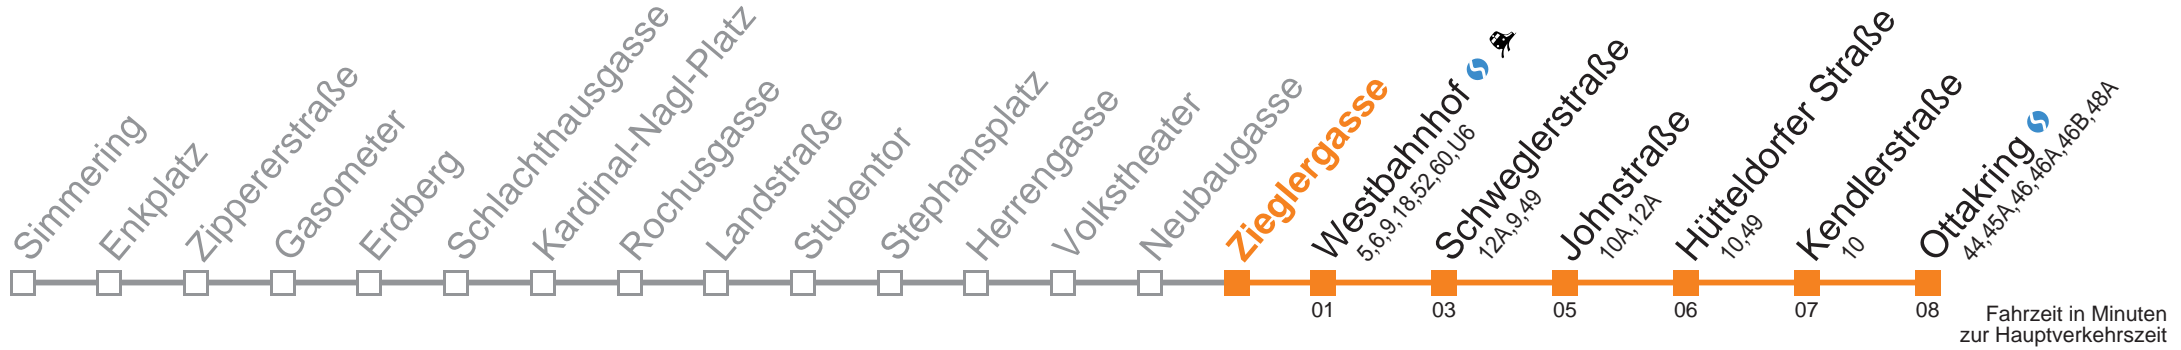 Simmering
Enkplatz
Zippererstraße
Gasometer
Erdberg
Schlachthausgasse
Kardinal-Nagl-Platz
Rochusgasse
Landstraße
Stubentor
Stephansplatz
Herrengasse
Volkstheater
Neubaugasse
Zieglergasse
Westbahnhof
5,6,9,18,52,60,U6
Schweglerstraße
12A,9,49
Johnstraße
10A,12A
Hütteldorfer Straße
10,49
Kendlerstraße
10
Ottakring
44,45A,46,46A,46B,48A
01
03
05
06
07
08
Fahrzeit in Minuten
zur Hauptverkehrszeit